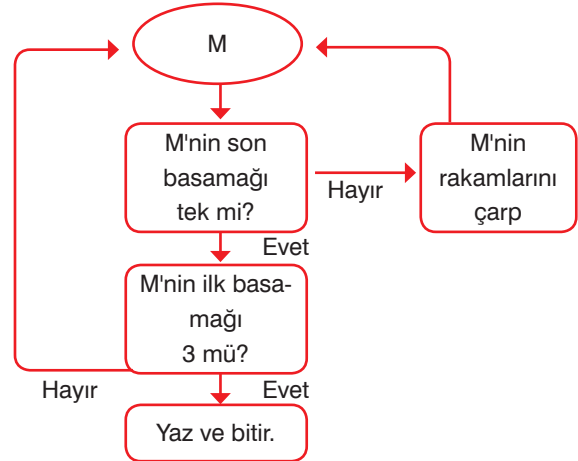 M
M'nin son
basamağı
tek mi?
Hayır
M'nin
rakamlarını
çarp
Evet
M'nin ilk basa-
mağı
3 mü?
Hayır
Evet
Yaz ve bitir.